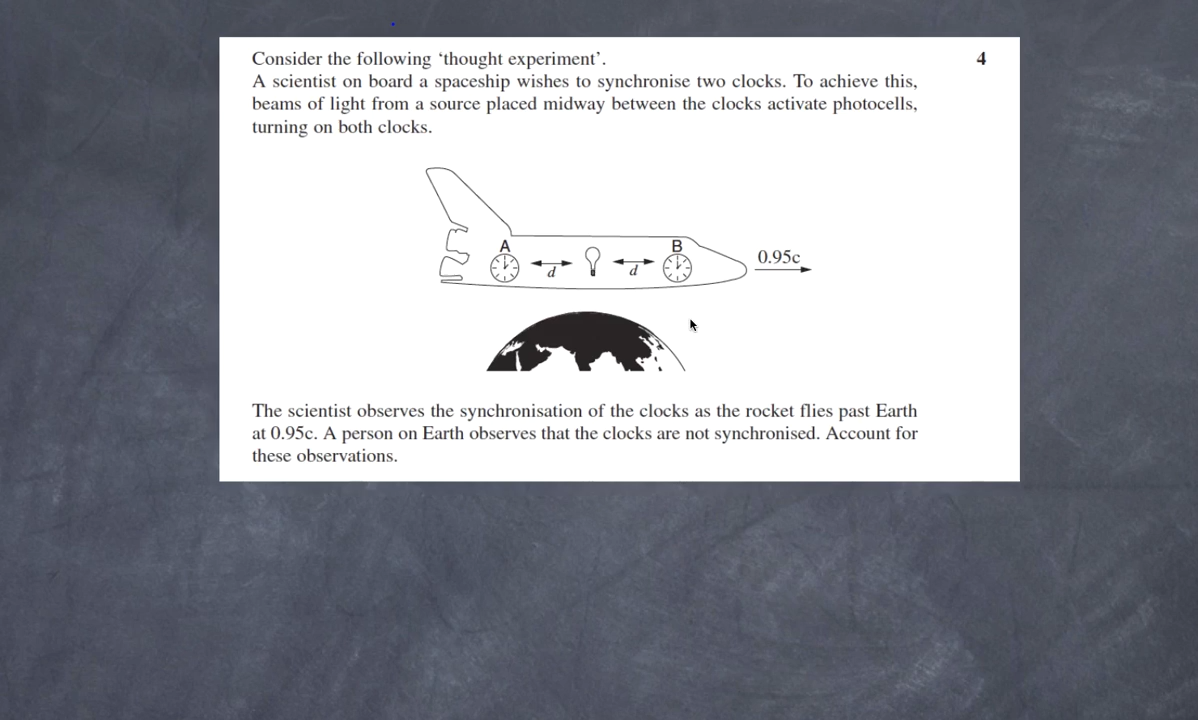 Consider the following ‘thought experiment’.
4
A scientist on board a spaceship wishes to synchronise two clocks. To achieve this,
beams of light from a source placed midway between the clocks activate photocells,
turning on both clocks.
A
B
d
d
0.95c
The scientist observes the synchronisation of the clocks as the rocket flies past Earth
at 0.95c. A person on Earth observes that the clocks are not synchronised. Account for
these observations.